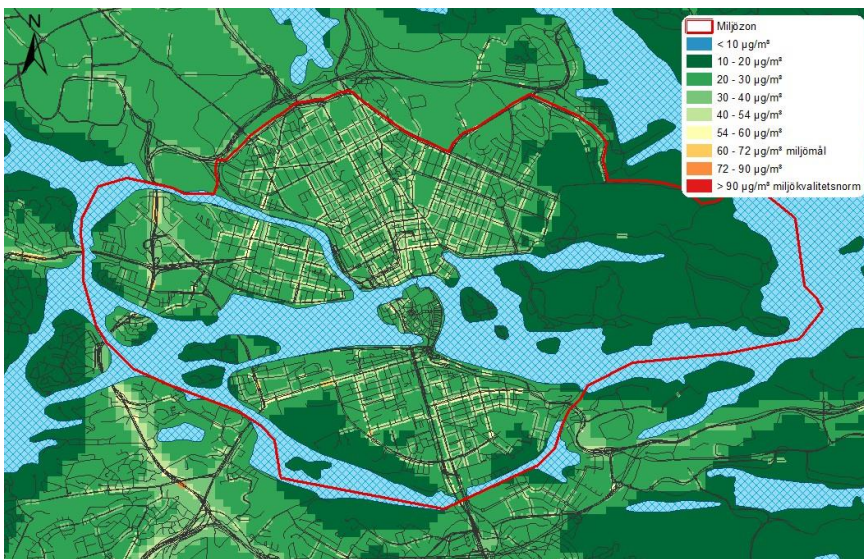 N
Miljözon
< 10 µg/m³
10 - 20 µg/m³
20 - 30 µg/m³
30 - 40 µg/m³
40 - 54 µg/m³
54 - 60 µg/m³
60 - 72 µg/m³ miljömål
72 - 90 µg/m³
> 90 µg/m³ miljökvalitetsnorm